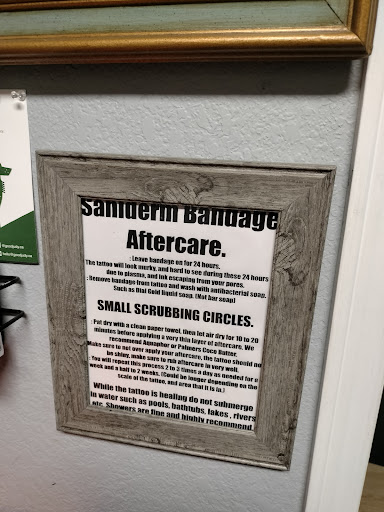 Saniderm Bandage
Aftercare.
: Leave bandage on for 24 hours.
The tattoo will look murky, and hard to see during these 24 hours
due to plasma, and ink escaping from your pores.
: Remove bandage from tattoo and wash with antibacterial soap.
Such as Dial Gold liquid soap. (Not bar soap)
SMALL SCRUBBING CIRCLES.
: Pat dry with a clean paper towel, then let air dry for 10 to 20
minutes before applying a very thin layer of aftercare. We
recommend Aquaphor or Palmers Coco Butter.
Make sure to not over apply your aftercare, the tattoo should not
be shiny, make sure to rub aftercare in very well.
: You will repeat this process 2 to 3 times a day as needed for a
week and a half to 2 weeks. (Could be longer depending on the
scale of the tattoo, and area that it is in.)
While the tattoo is healing do not submerge
in water such as pools, bathtubs, lakes , rivers
etc. Showers are fine and highly recommend.